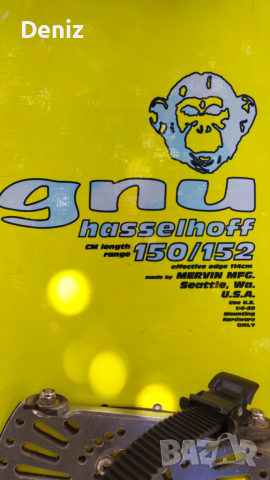 Deniz
gnu
hasselhoff
CM length
range 150/152
effective edge 114cm
made by MERVIN MFG.
Seattle, Wa.
U.S.A.
Use U.S.
1/4-20
Mounting
Hardware
ONLY
BAZAR